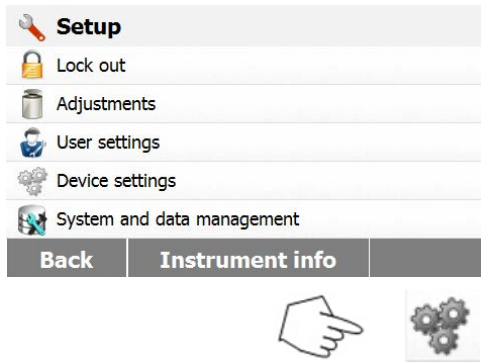 Setup
Lock out
Adjustments
User settings
Device settings
System and data management
Back Instrument info